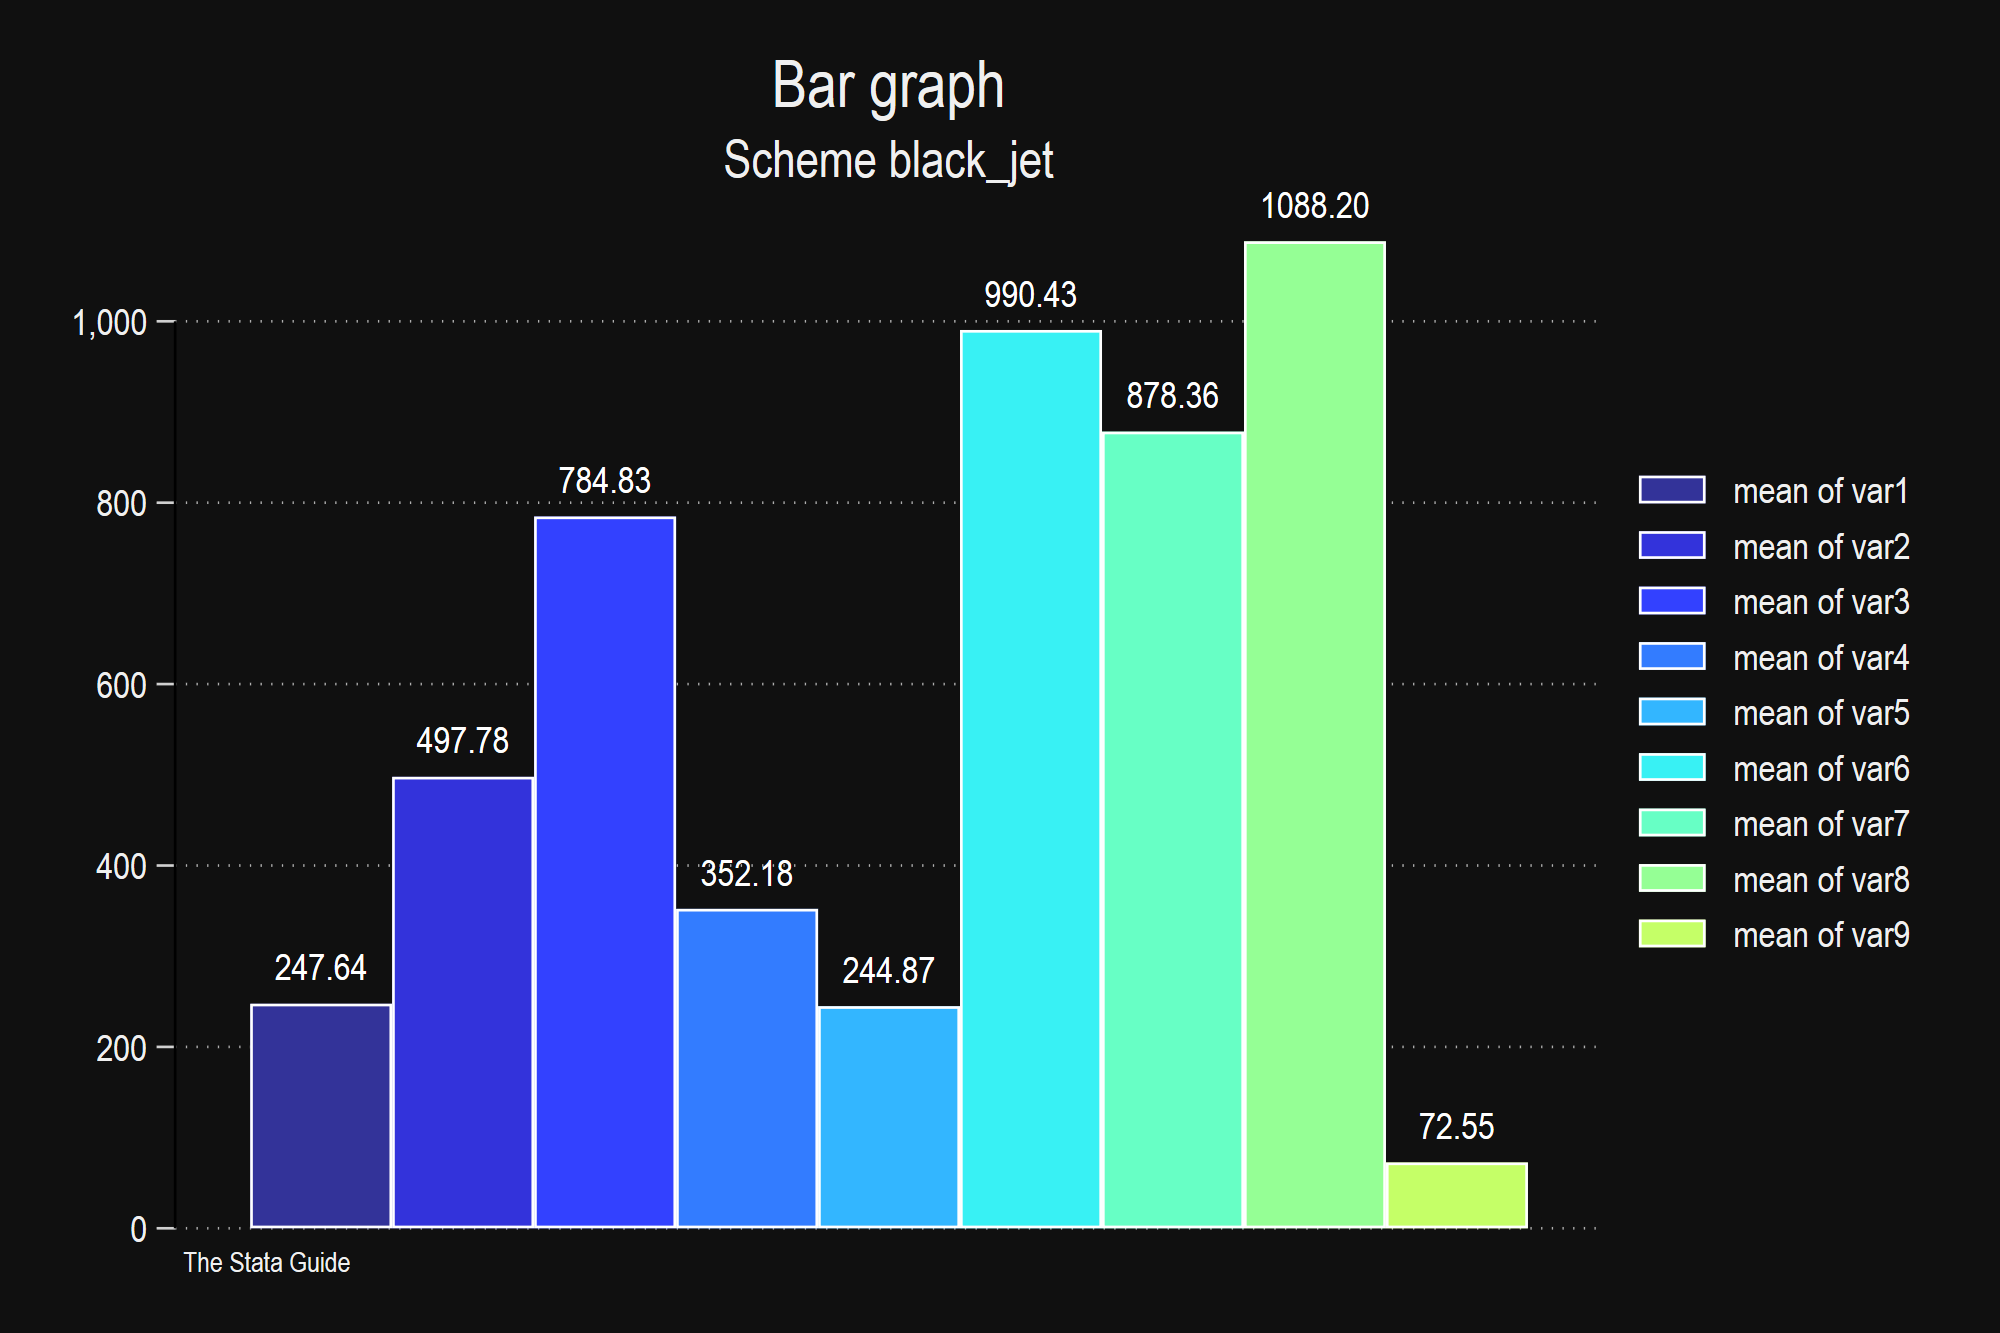 Bar graph
Scheme black_jet
1088.20
990.43
1,000
878.36
784.83
800
mean of var1
mean of var2
mean of var3
600
mean of var4
497.78
mean of var5
mean of var6
mean of var7
400
352.18
mean of var8
mean of var9
247.64
244.87
200
72.55
0
The Stata Guide